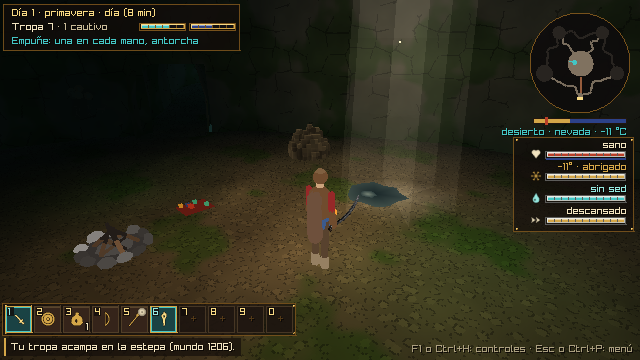 Día 1 · primavera · día (8 min)
Tropa 7 · 1 cautivo
Empuñe: una en cada mano, antorcha
desierto · nevada · -11 °C
sano
-11° · abrigado
sin sed
descansado
1 2 3 4 5 6 7 8 9 0
1
Tu tropa acampa en la estepa (mundo 1206).
F1 o Ctrl+H: controles · Esc o Ctrl+P: menú